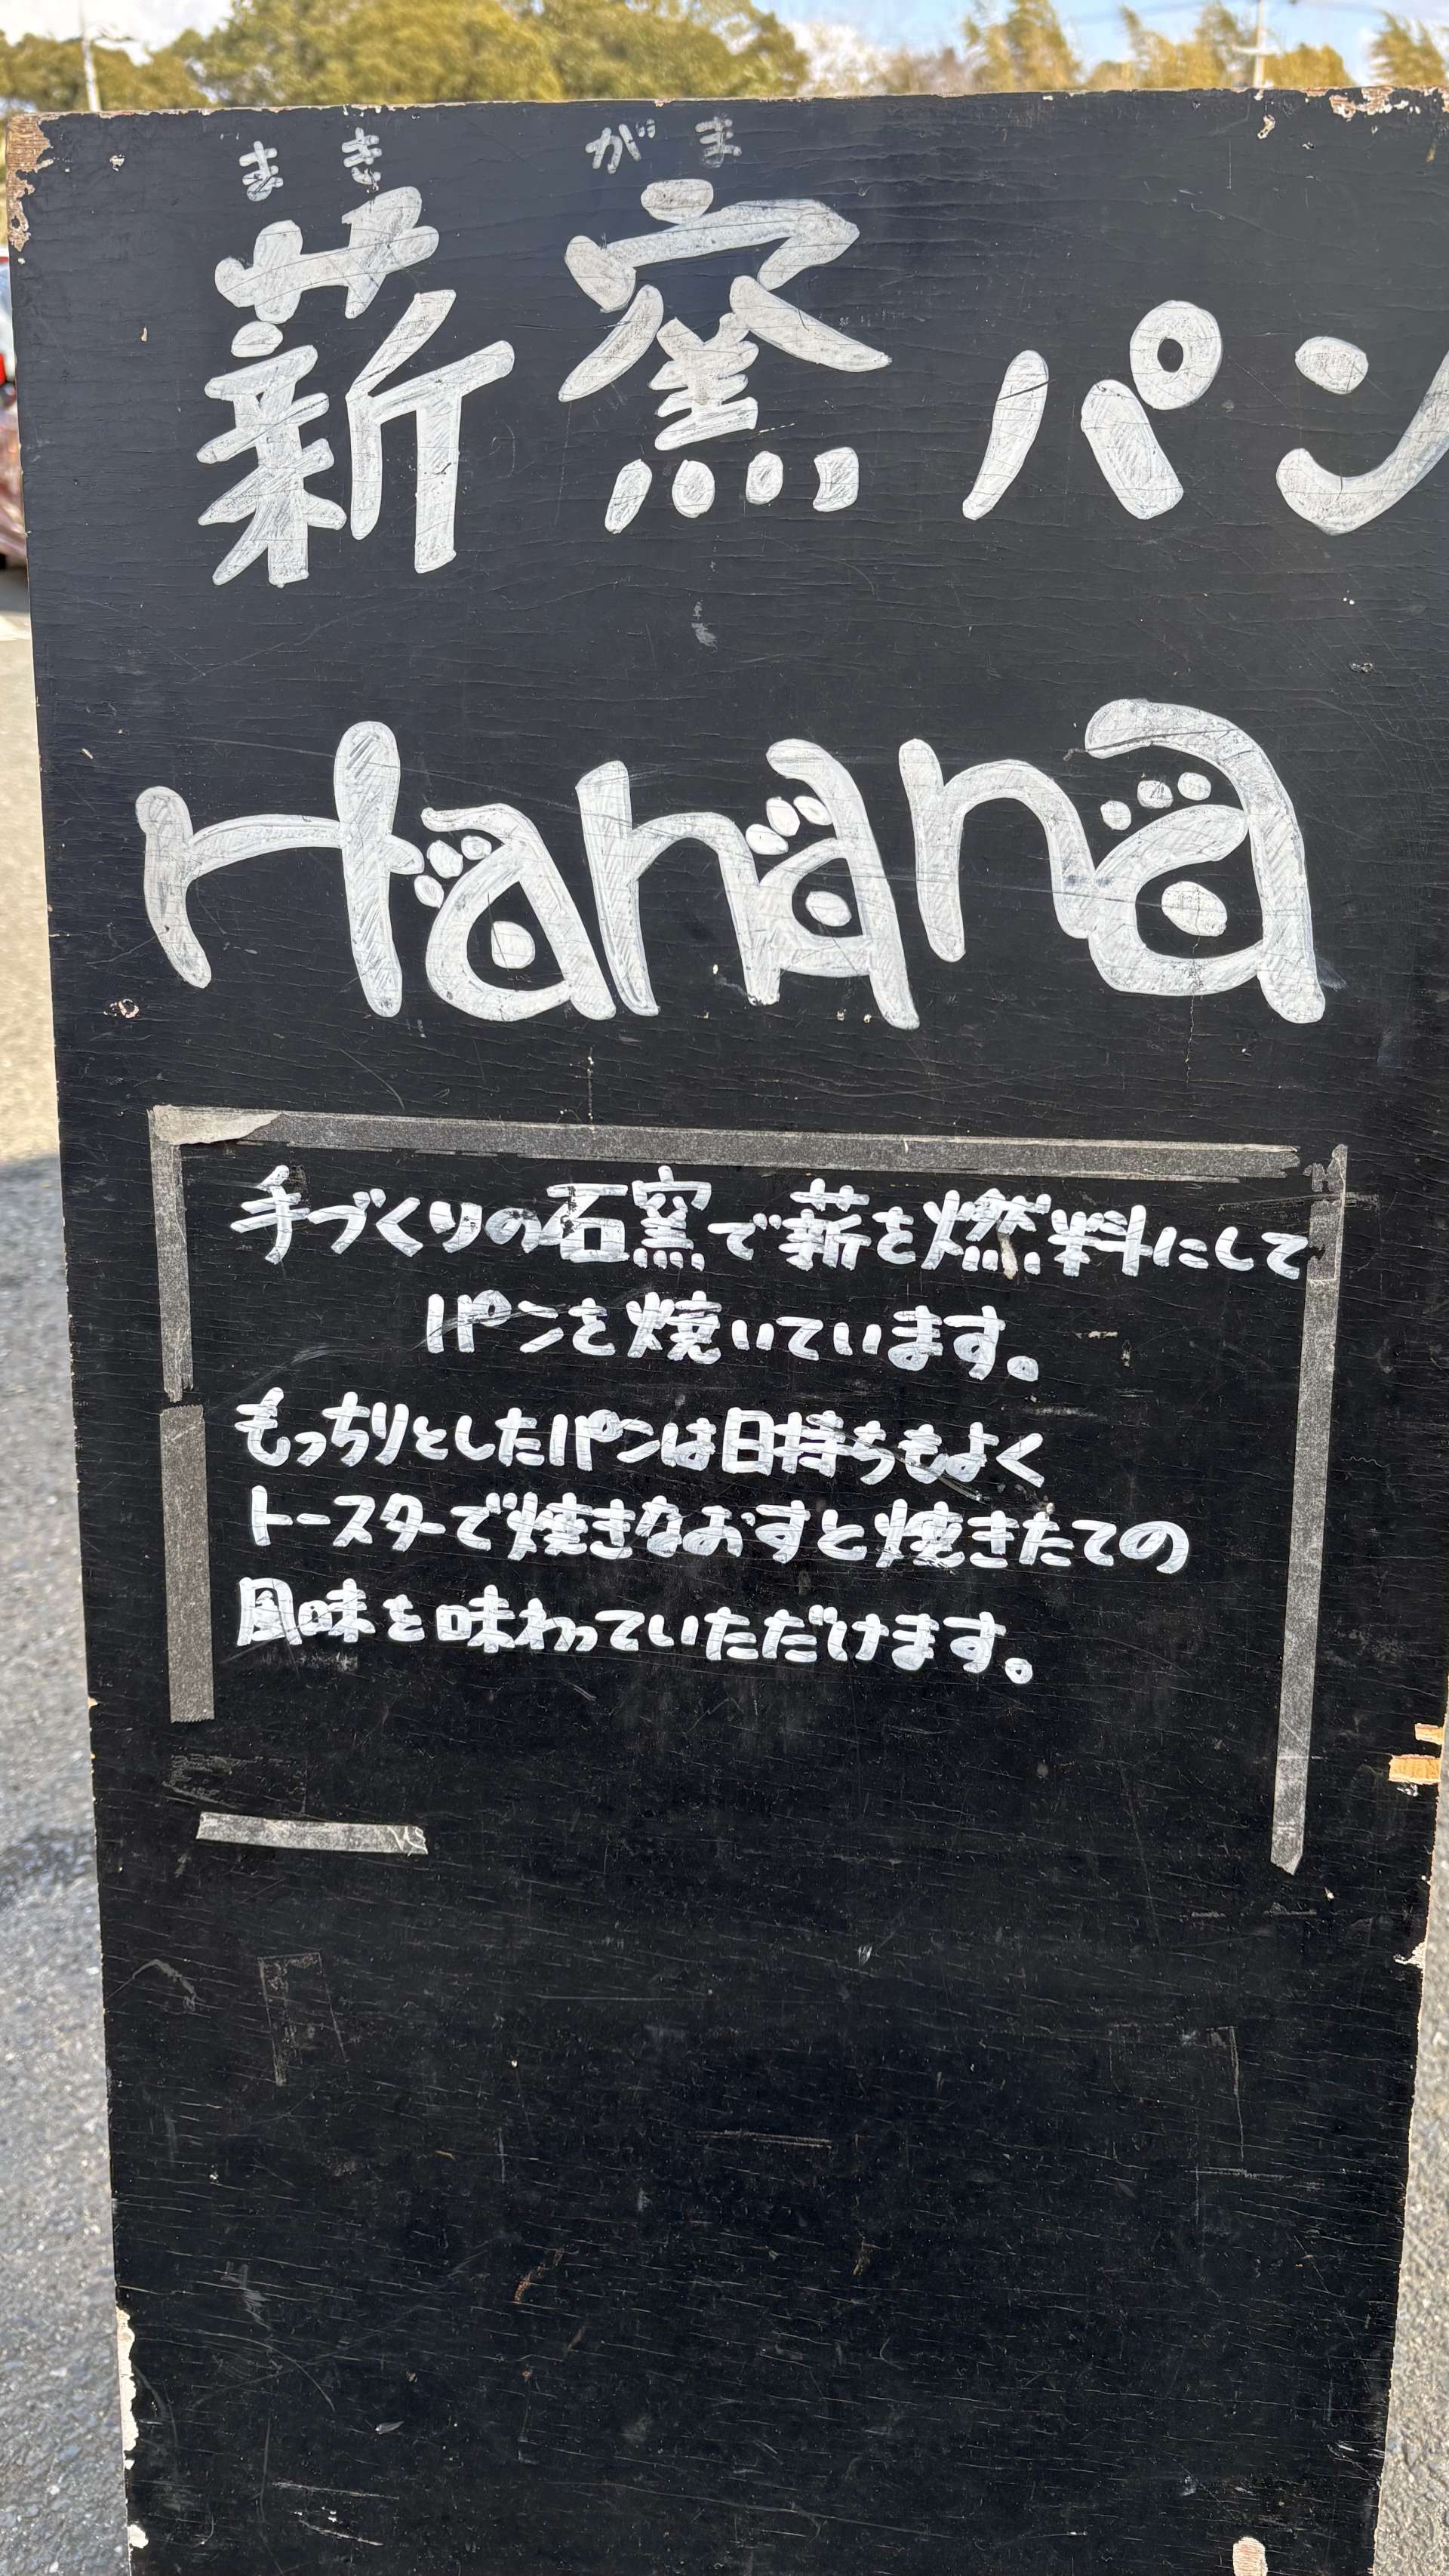 まき がま
薪窯パン
Hanana
手づくりの石窯で薪を燃料にして
パンを焼いています。
もっちりとしたパンは日持ちもよく
トースターで焼きなおすと焼きたての
風味を味わっていただけます。